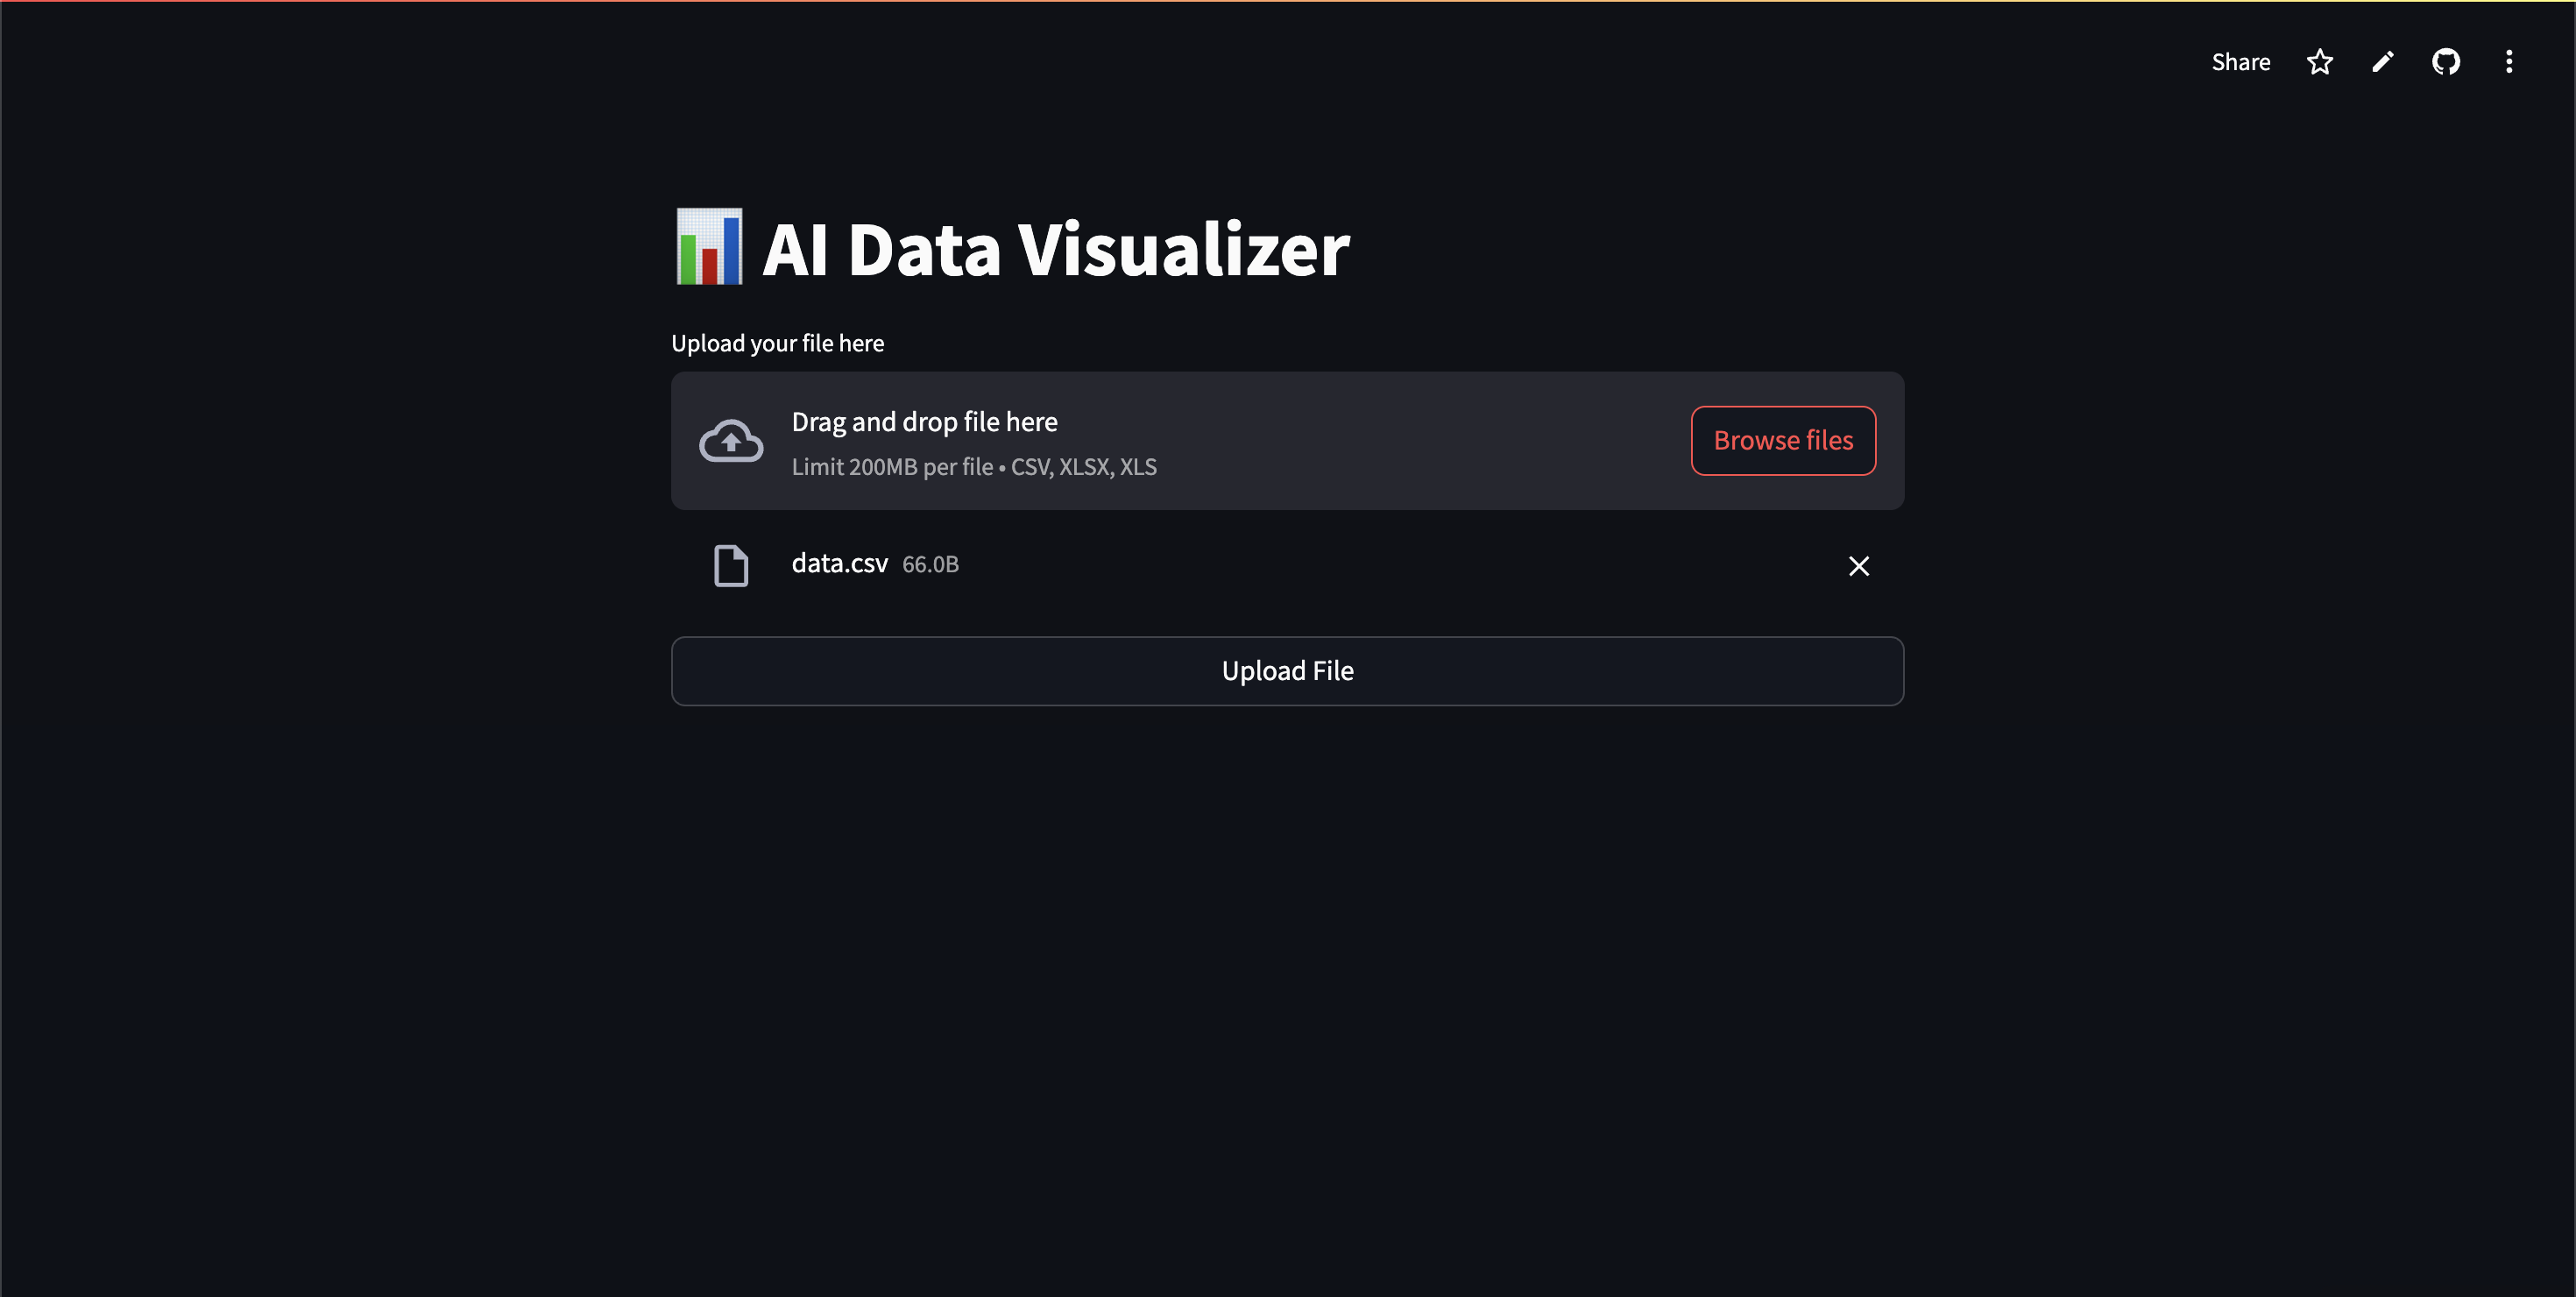 Share
AI Data Visualizer
Upload your file here
Drag and drop file here
Limit 200MB per file • CSV, XLSX, XLS
Browse files
data.csv 66.0B
Upload File